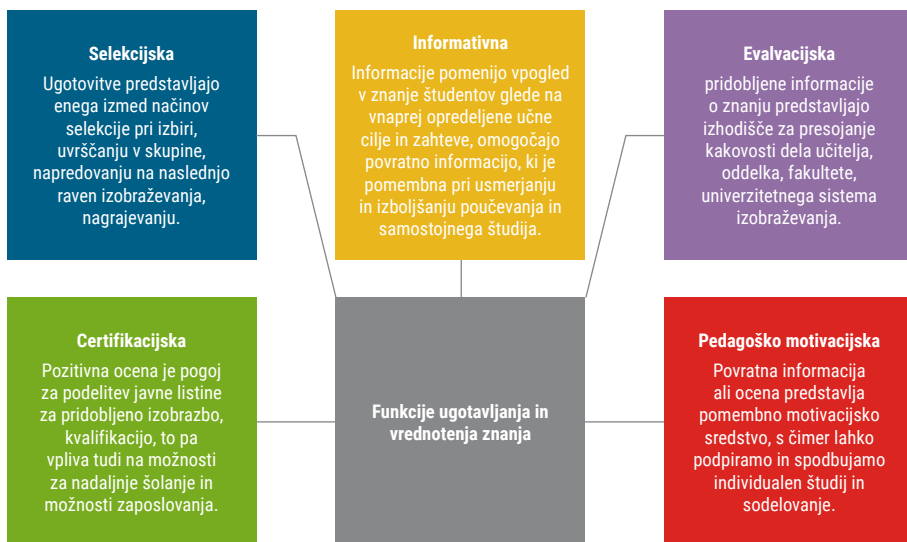 Selekcijska
Ugotovitve predstavljajo
enega izmed načinov
selekcije pri izbiri,
uvrščanju v skupine,
napredovanju na naslednjo
raven izobraževanja,
nagrajevanju.
Informativna
Informacije pomenijo vpogled
v znanje študentov glede na
vnaprej opredeljene učne
cilje in zahteve, omogočajo
povratno informacijo, ki je
pomembna pri usmerjanju
in izboljšanju poučevanja in
samostojnega študija.
Evalvacijska
pridobljene informacije
o znanju predstavljajo
izhodišče za presojanje
kakovosti dela učitelja,
oddelka, fakultete,
univerzitetnega sistema
izobraževanja.
Certifikacijska
Pozitivna ocena je pogoj
za podelitev javne listine
za pridobljeno izobrazbo,
kvalifikacijo, to pa
vpliva tudi na možnosti
za nadaljnje šolanje in
možnosti zaposlovanja.
Funkcije ugotavljanja in
vrednotenja znanja
Pedagoško motivacijska
Povratna informacija
ali ocena predstavlja
pomembno motivacijsko
sredstvo, s čimer lahko
podpiramo in spodbujamo
individualen študij in
sodelovanje.